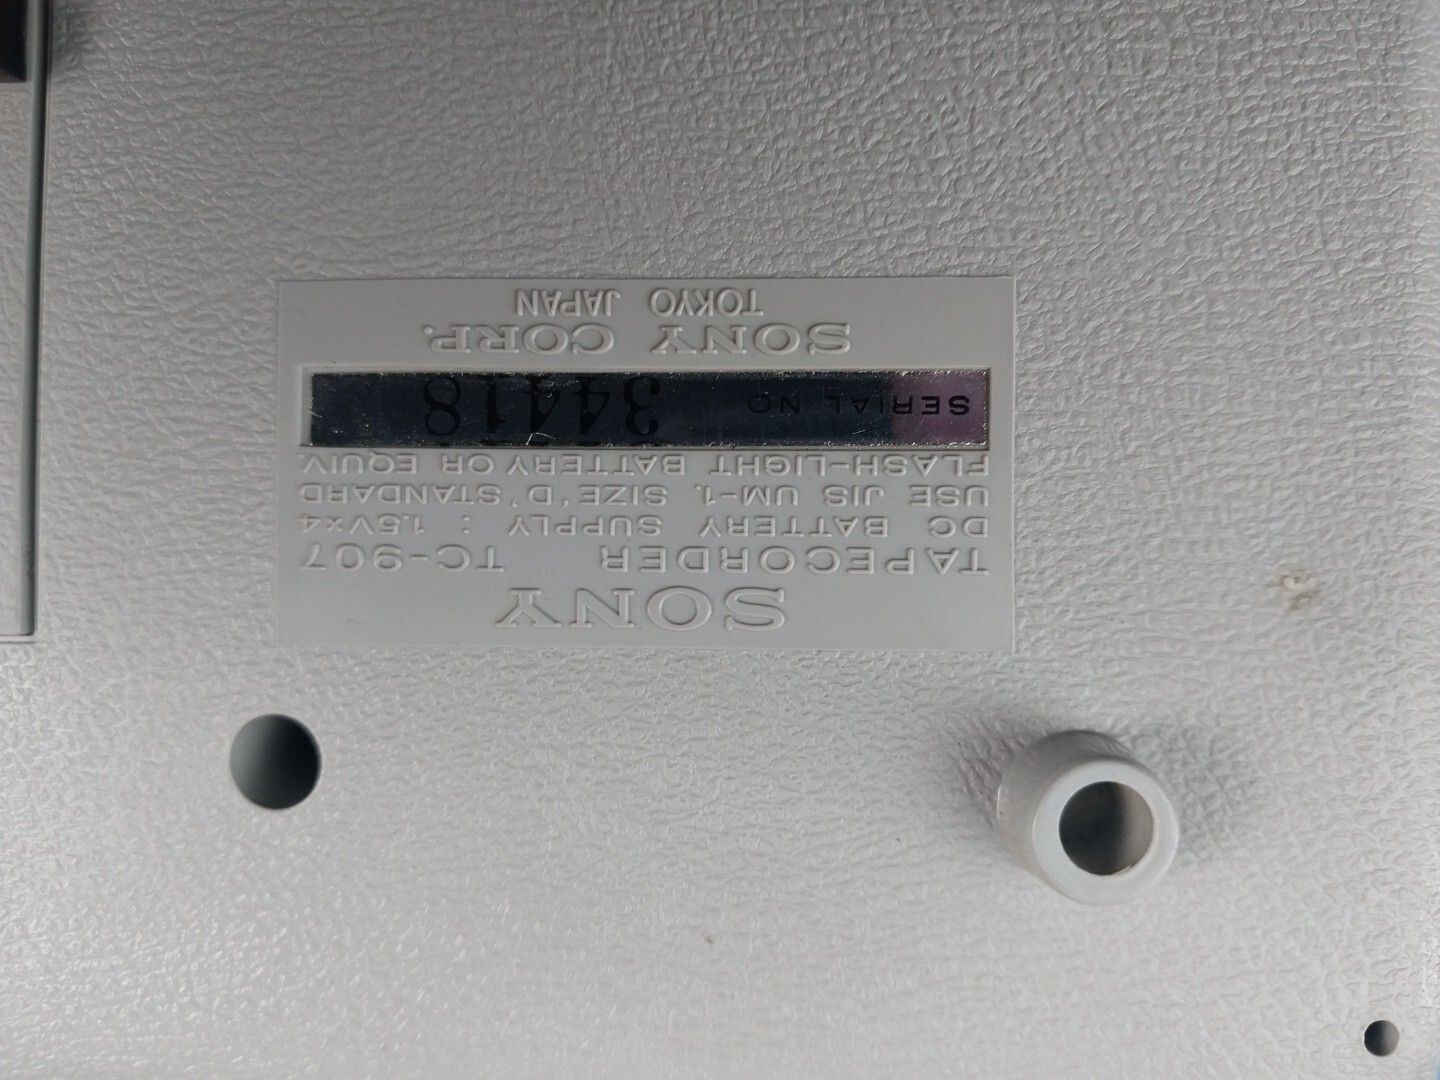 SONY
TAPECORDER TC-907
DC BATTERY SUPPLY : 1.5V×4
USE JIS UM-1. SIZE 'D' STANDARD
FLASH-LIGHT BATTERY OR EQUIV.
SERIAL NO 34418
SONY CORP.
TOKYO JAPAN